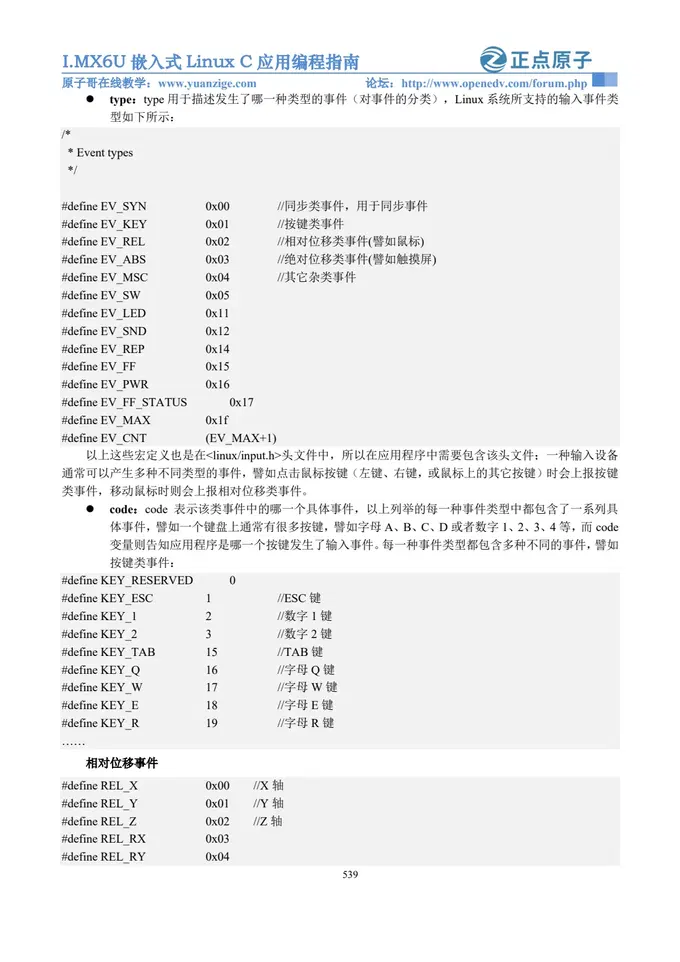 I.MX6U 嵌入式 Linux C 应用编程指南
正点原子
原子哥在线教学：www.yuanzige.com 论坛：http://www.openedv.com/forum.php
● type：type 用于描述发生了哪一种类型的事件（对事件的分类），Linux 系统所支持的输入事件类
型如下所示：
/*
* Event types
*/
#define EV_SYN 0x00 //同步类事件，用于同步事件
#define EV_KEY 0x01 //按键类事件
#define EV_REL 0x02 //相对位移类事件(譬如鼠标)
#define EV_ABS 0x03 //绝对位移类事件(譬如触摸屏)
#define EV_MSC 0x04 //其它杂类事件
#define EV_SW 0x05
#define EV_LED 0x11
#define EV_SND 0x12
#define EV_REP 0x14
#define EV_FF 0x15
#define EV_PWR 0x16
#define EV_FF_STATUS 0x17
#define EV_MAX 0x1f
#define EV_CNT (EV_MAX+1)
以上这些宏定义也是在<linux/input.h>头文件中，所以在应用程序中需要包含该头文件；一种输入设备
通常可以产生多种不同类型的事件，譬如点击鼠标按键（左键、右键，或鼠标上的其它按键）时会上报按键
类事件，移动鼠标时则会上报相对位移类事件。
● code：code 表示该类事件中的哪一个具体事件，以上列举的每一种事件类型中都包含了一系列具
体事件，譬如一个键盘上通常有很多按键，譬如字母 A、B、C、D 或者数字 1、2、3、4 等，而 code
变量则告知应用程序是哪一个按键发生了输入事件。每一种事件类型都包含多种不同的事件，譬如
按键类事件：
#define KEY_RESERVED 0
#define KEY_ESC 1 //ESC 键
#define KEY_1 2 //数字 1 键
#define KEY_2 3 //数字 2 键
#define KEY_TAB 15 //TAB 键
#define KEY_Q 16 //字母 Q 键
#define KEY_W 17 //字母 W 键
#define KEY_E 18 //字母 E 键
#define KEY_R 19 //字母 R 键
……
相对位移事件
#define REL_X 0x00 //X 轴
#define REL_Y 0x01 //Y 轴
#define REL_Z 0x02 //Z 轴
#define REL_RX 0x03
#define REL_RY 0x04
539